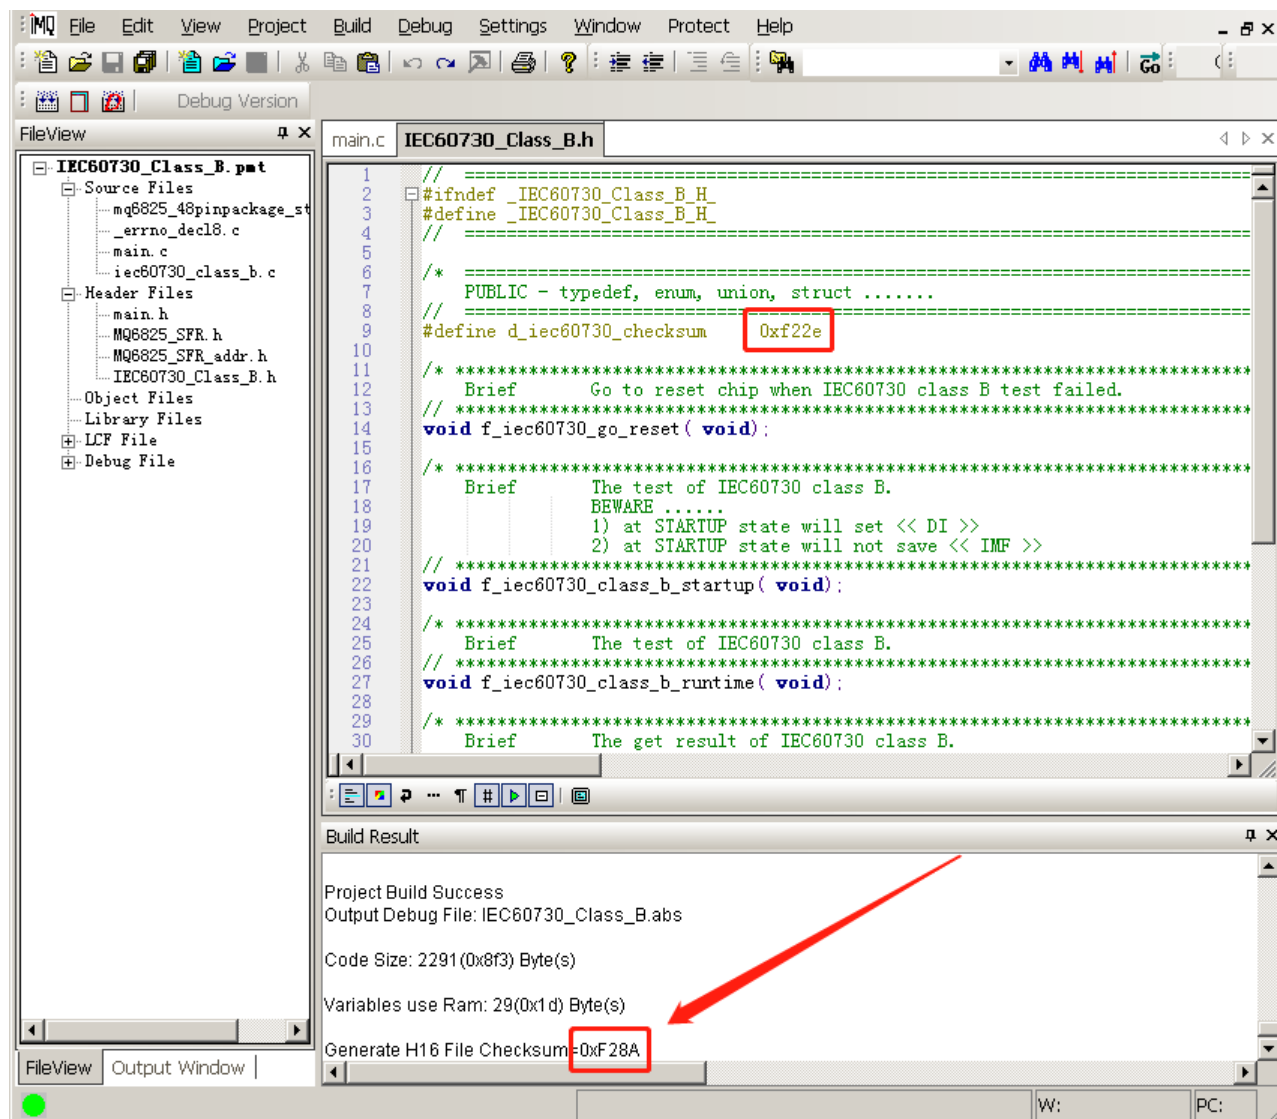 iMQ File Edit View Project Build Debug Settings Window Protect Help
GO
Debug Version
FileView
IEC60730_Class_B.pmt
Source Files
mq6825_48pinpackage_st
_errno_decl8.c
main.c
iec60730_class_b.c
Header Files
main.h
MQ6825_SFR.h
MQ6825_SFR_addr.h
IEC60730_Class_B.h
Object Files
Library Files
LCF File
Debug File
FileView Output Window
main.c IEC60730_Class_B.h
1 // ==========================================================================
2 #ifndef _IEC60730_Class_B_H_
3 #define _IEC60730_Class_B_H_
4 // ==========================================================================
5
6 /* ==========================================================================
7 PUBLIC - typedef, enum, union, struct .......
8 // ==========================================================================
9 #define d_iec60730_checksum 0xf22e
10
11 /* **************************************************************************
12 Brief Go to reset chip when IEC60730 class B test failed.
13 // **************************************************************************
14 void f_iec60730_go_reset( void);
15
16 /* **************************************************************************
17 Brief The test of IEC60730 class B.
18 BEWARE ......
19 1) at STARTUP state will set << DI >>
20 2) at STARTUP state will not save << IMF >>
21 // **************************************************************************
22 void f_iec60730_class_b_startup( void);
23
24 /* **************************************************************************
25 Brief The test of IEC60730 class B.
26 // **************************************************************************
27 void f_iec60730_class_b_runtime( void);
28
29 /* **************************************************************************
30 Brief The get result of IEC60730 class B.
Build Result
Project Build Success
Output Debug File: IEC60730_Class_B.abs
Code Size: 2291(0x8f3) Byte(s)
Variables use Ram: 29(0x1d) Byte(s)
Generate H16 File Checksum=0xF28A
W: PC: